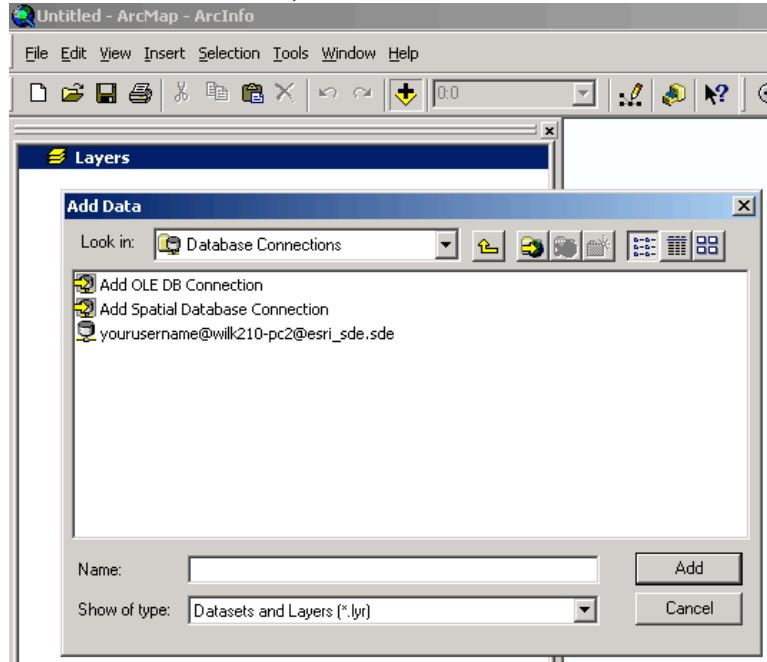 Untitled - ArcMap - ArcInfo
File Edit View Insert Selection Tools Window Help
0:0
Layers
Add Data
Look in: Database Connections
Add OLE DB Connection
Add Spatial Database Connection
yourusername@wilk210-pc2@esri_sde.sde
Name: Add
Show of type: Datasets and Layers (*.lyr) Cancel